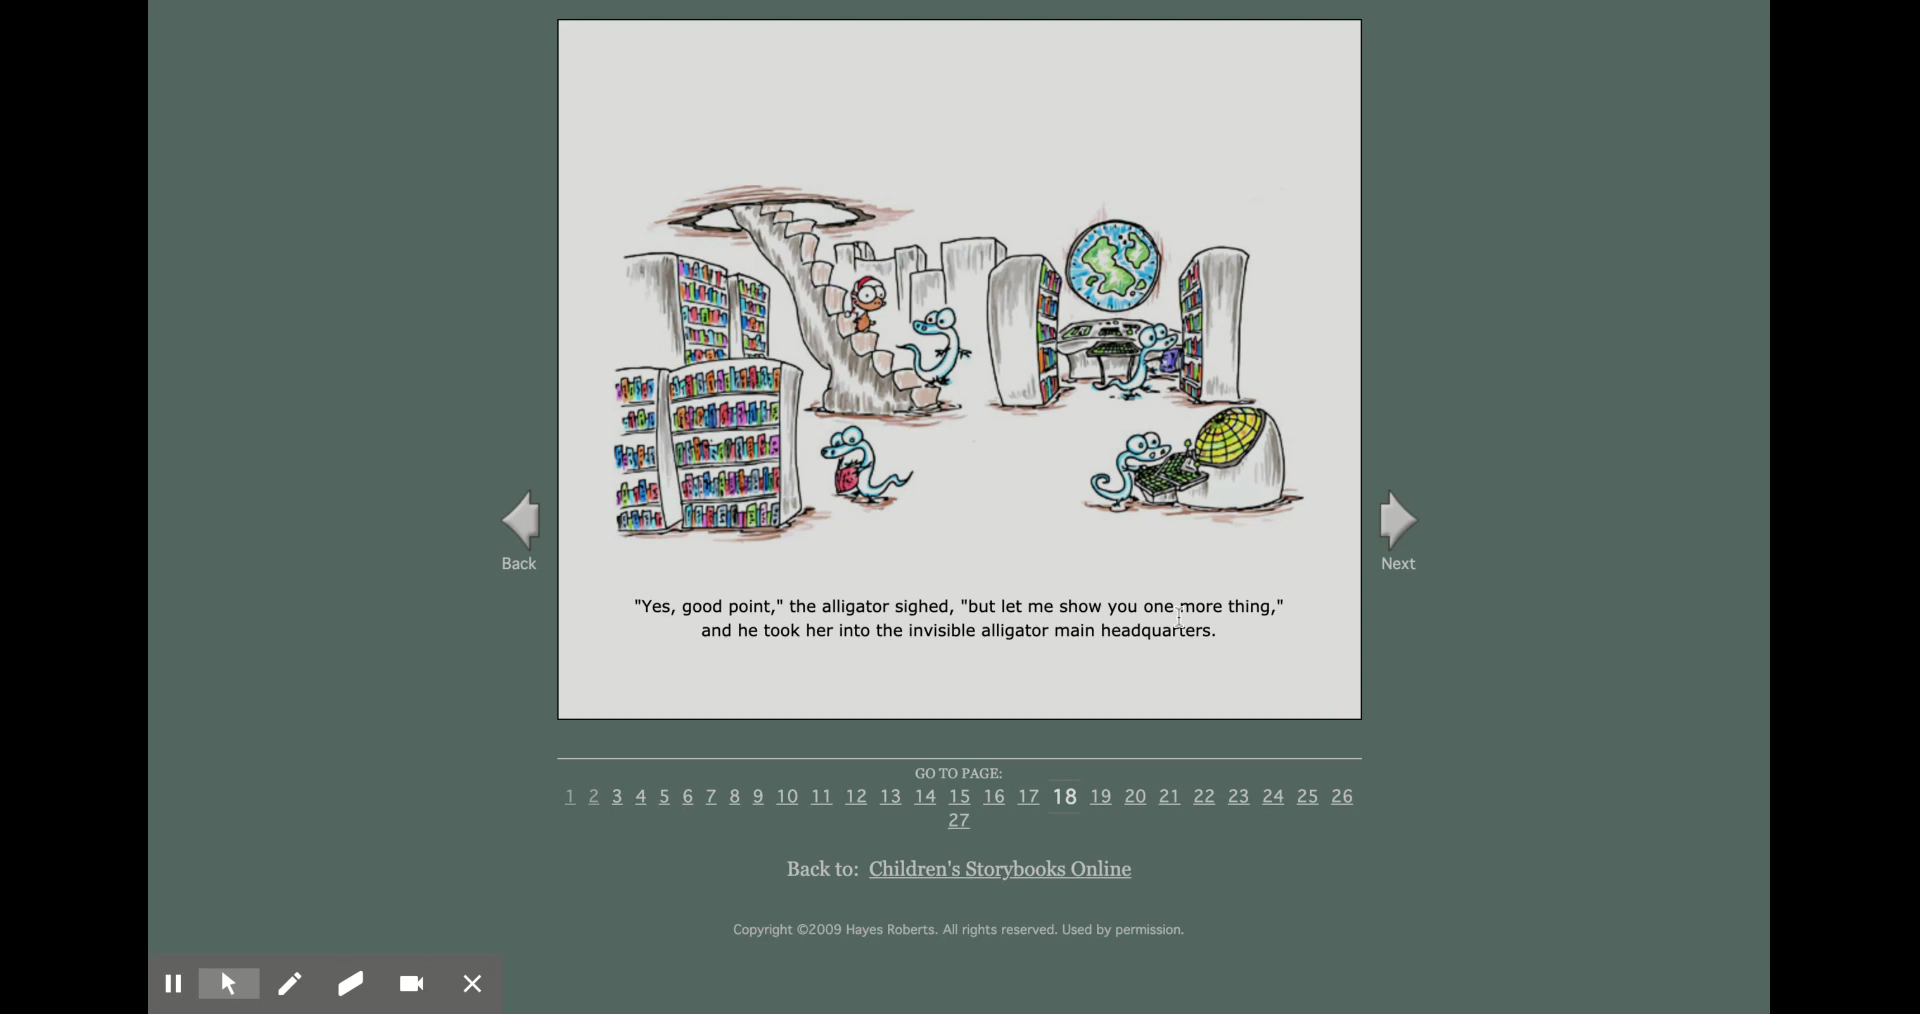 "Yes, good point," the alligator sighed, "but let me show you one more thing,"
and he took her into the invisible alligator main headquarters.
Back
Next
GO TO PAGE:
1 2 3 4 5 6 7 8 9 10 11 12 13 14 15 16 17 18 19 20 21 22 23 24 25 26
27
Back to: Children's Storybooks Online
Copyright ©2009 Hayes Roberts. All rights reserved. Used by permission.